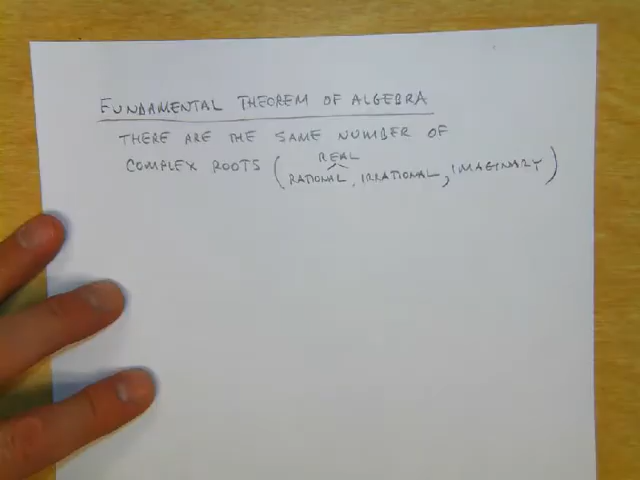 FUNDAMENTAL THEOREM OF ALGEBRA
THERE ARE THE SAME NUMBER OF
REAL
COMPLEX ROOTS (RATIONAL, IRRATIONAL, IMAGINARY)